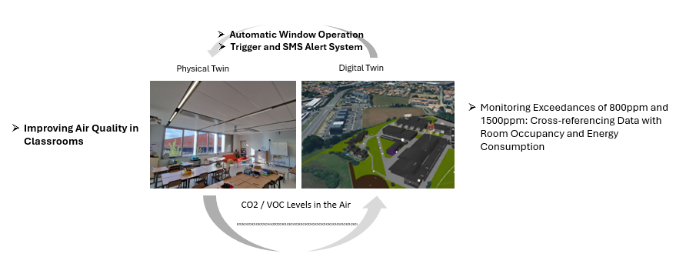 ➢ Automatic Window Operation
➢ Trigger and SMS Alert System
Physical Twin
Digital Twin
➢ Improving Air Quality in
Classrooms
➢ Monitoring Exceedances of 800ppm and
1500ppm: Cross-referencing Data with
Room Occupancy and Energy
Consumption
CO2 / VOC Levels in the Air